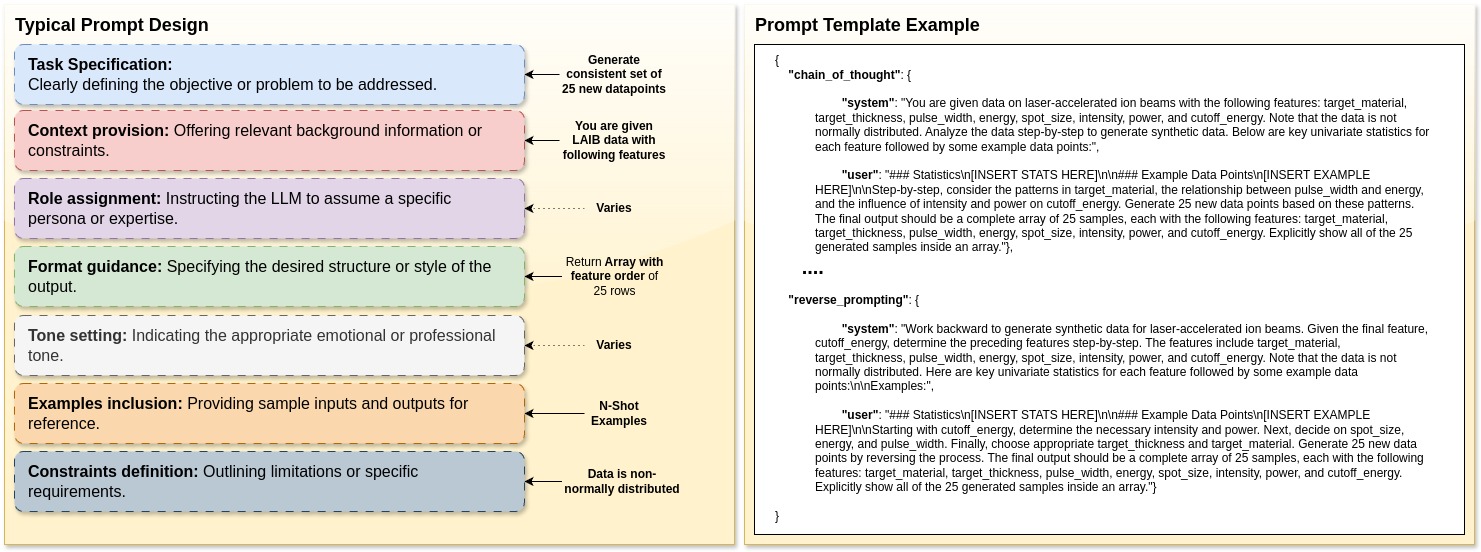 Typical Prompt Design
Task Specification:
Clearly defining the objective or problem to be addressed.
Generate
consistent set of
25 new datapoints
Context provision: Offering relevant background information or
constraints.
You are given
LAIB data with
following features
Role assignment: Instructing the LLM to assume a specific
persona or expertise.
Varies
Format guidance: Specifying the desired structure or style of the
output.
Return Array with
feature order of
25 rows
Tone setting: Indicating the appropriate emotional or professional
tone.
Varies
Examples inclusion: Providing sample inputs and outputs for
reference.
N-Shot
Examples
Constraints definition: Outlining limitations or specific
requirements.
Data is non-
normally distributed
Prompt Template Example
{
"chain_of_thought": {
"system": "You are given data on laser-accelerated ion beams with the following features: target_material,
target_thickness, pulse_width, energy, spot_size, intensity, power, and cutoff_energy. Note that the data is not
normally distributed. Analyze the data step-by-step to generate synthetic data. Below are key univariate statistics for
each feature followed by some example data points:",
"user": "### Statistics\n[INSERT STATS HERE]\n\n### Example Data Points\n[INSERT EXAMPLE
HERE]\n\nStep-by-step, consider the patterns in target_material, the relationship between pulse_width and energy,
and the influence of intensity and power on cutoff_energy. Generate 25 new data points based on these patterns.
The final output should be a complete array of 25 samples, each with the following features: target_material,
target_thickness, pulse_width, energy, spot_size, intensity, power, and cutoff_energy. Explicitly show all of the 25
generated samples inside an array."},
....
"reverse_prompting": {
"system": "Work backward to generate synthetic data for laser-accelerated ion beams. Given the final feature,
cutoff_energy, determine the preceding features step-by-step. The features include target_material,
target_thickness, pulse_width, energy, spot_size, intensity, power, and cutoff_energy. Note that the data is not
normally distributed. Here are key univariate statistics for each feature followed by some example data
points:\n\nExamples:",
"user": "### Statistics\n[INSERT STATS HERE]\n\n### Example Data Points\n[INSERT EXAMPLE
HERE]\n\nStarting with cutoff_energy, determine the necessary intensity and power. Next, decide on spot_size,
energy, and pulse_width. Finally, choose appropriate target_thickness and target_material. Generate 25 new data
points by reversing the process. The final output should be a complete array of 25 samples, each with the following
features: target_material, target_thickness, pulse_width, energy, spot_size, intensity, power, and cutoff_energy.
Explicitly show all of the 25 generated samples inside an array."}
}